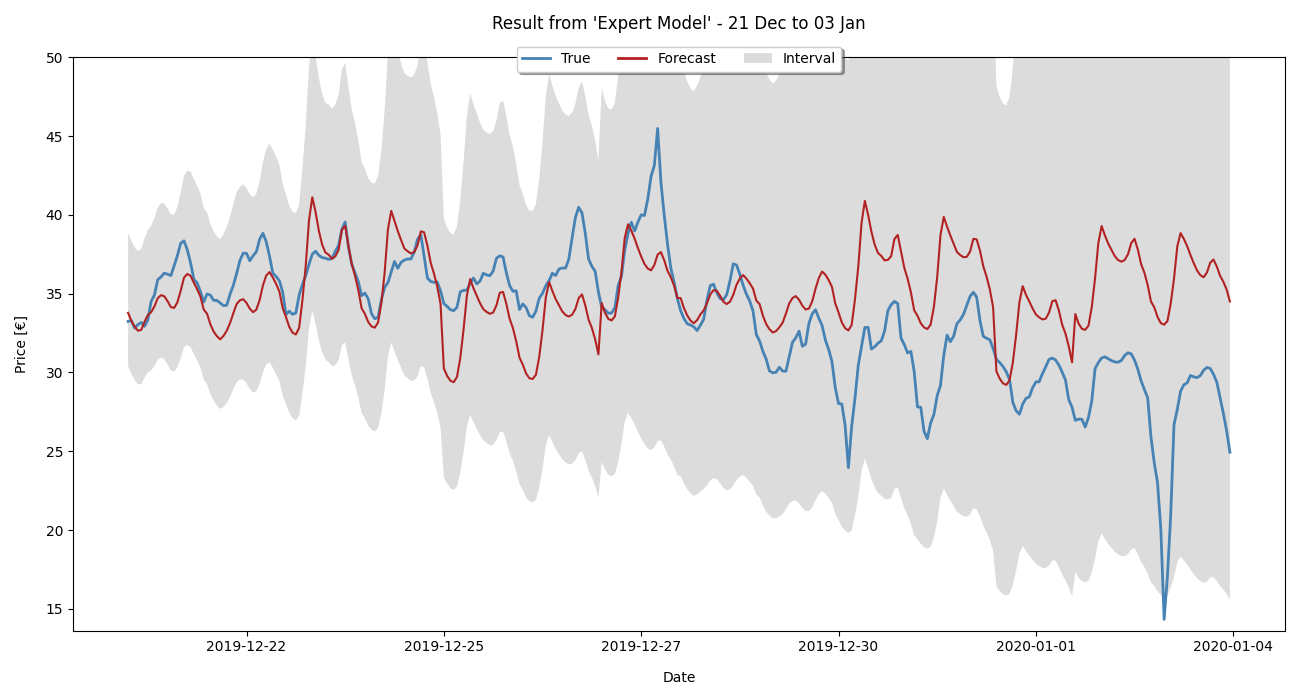 Result from 'Expert Model' - 21 Dec to 03 Jan
True Forecast Interval
50
45
40
35
30
25
20
15
Price [€]
2019-12-22 2019-12-25 2019-12-27 2019-12-30 2020-01-01 2020-01-04
Date